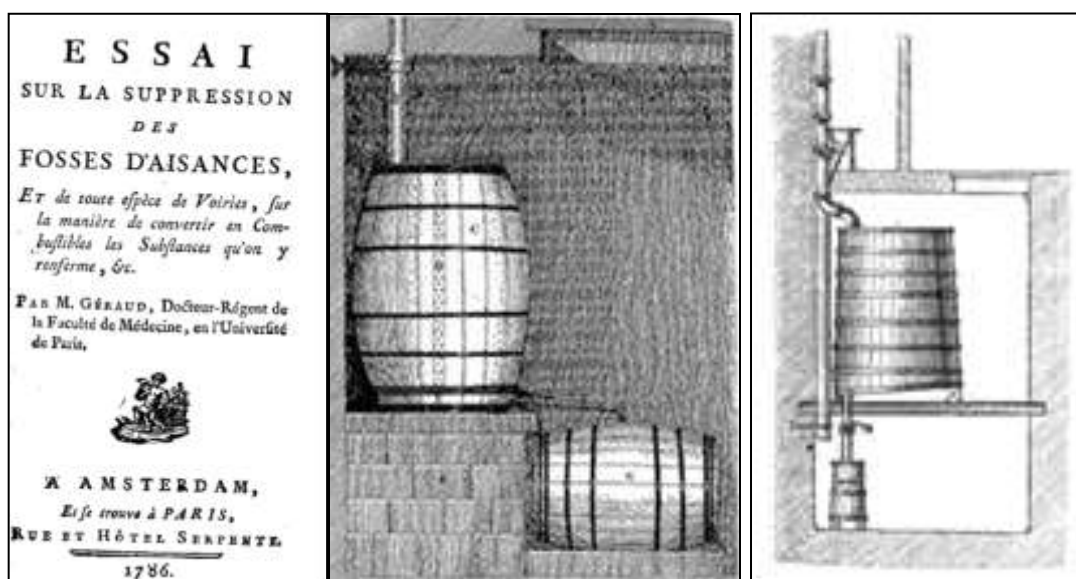 ESSAI
SUR LA SUPPRESSION
DES
FOSSES D'AISANCES,
ET de toute eſpèce de Voiries, ſur
la manière de convertir en Com-
buſtibles les Subſtances qu'on y
renferme, &c.
PAR M. GÉRAUD, Docteur-Régent de
la Faculté de Médecine, en l'Univerſité
de Paris,
A AMSTERDAM,
Et ſe trouve à PARIS,
RUE ET HÔTEL SERPENTE.
1786.